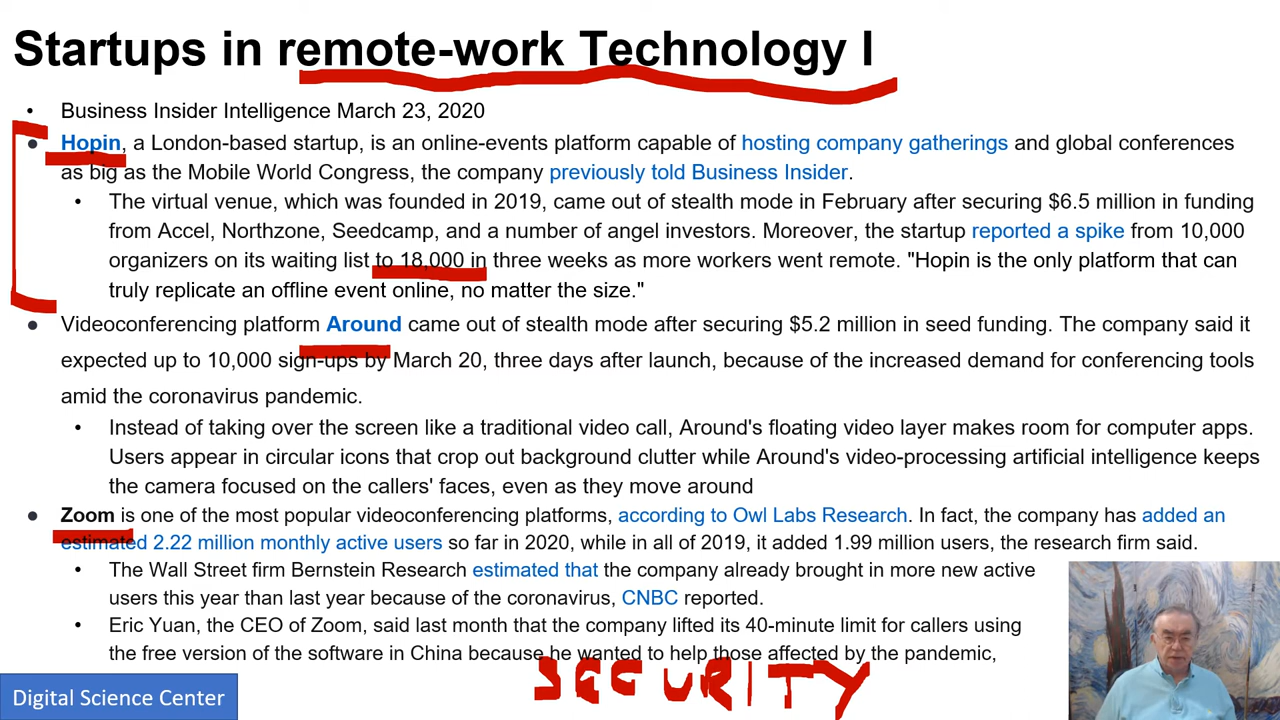 Startups in remote-work Technology I
• Business Insider Intelligence March 23, 2020
● Hopin, a London-based startup, is an online-events platform capable of hosting company gatherings and global conferences
as big as the Mobile World Congress, the company previously told Business Insider.
• The virtual venue, which was founded in 2019, came out of stealth mode in February after securing $6.5 million in funding
from Accel, Northzone, Seedcamp, and a number of angel investors. Moreover, the startup reported a spike from 10,000
organizers on its waiting list to 18,000 in three weeks as more workers went remote. "Hopin is the only platform that can
truly replicate an offline event online, no matter the size."
● Videoconferencing platform Around came out of stealth mode after securing $5.2 million in seed funding. The company said it
expected up to 10,000 sign-ups by March 20, three days after launch, because of the increased demand for conferencing tools
amid the coronavirus pandemic.
• Instead of taking over the screen like a traditional video call, Around's floating video layer makes room for computer apps.
Users appear in circular icons that crop out background clutter while Around's video-processing artificial intelligence keeps
the camera focused on the callers' faces, even as they move around
● Zoom is one of the most popular videoconferencing platforms, according to Owl Labs Research. In fact, the company has added an
estimated 2.22 million monthly active users so far in 2020, while in all of 2019, it added 1.99 million users, the research firm said.
• The Wall Street firm Bernstein Research estimated that the company already brought in more new active
users this year than last year because of the coronavirus, CNBC reported.
• Eric Yuan, the CEO of Zoom, said last month that the company lifted its 40-minute limit for callers using
the free version of the software in China because he wanted to help those affected by the pandemic,
SECURITY
Digital Science Center